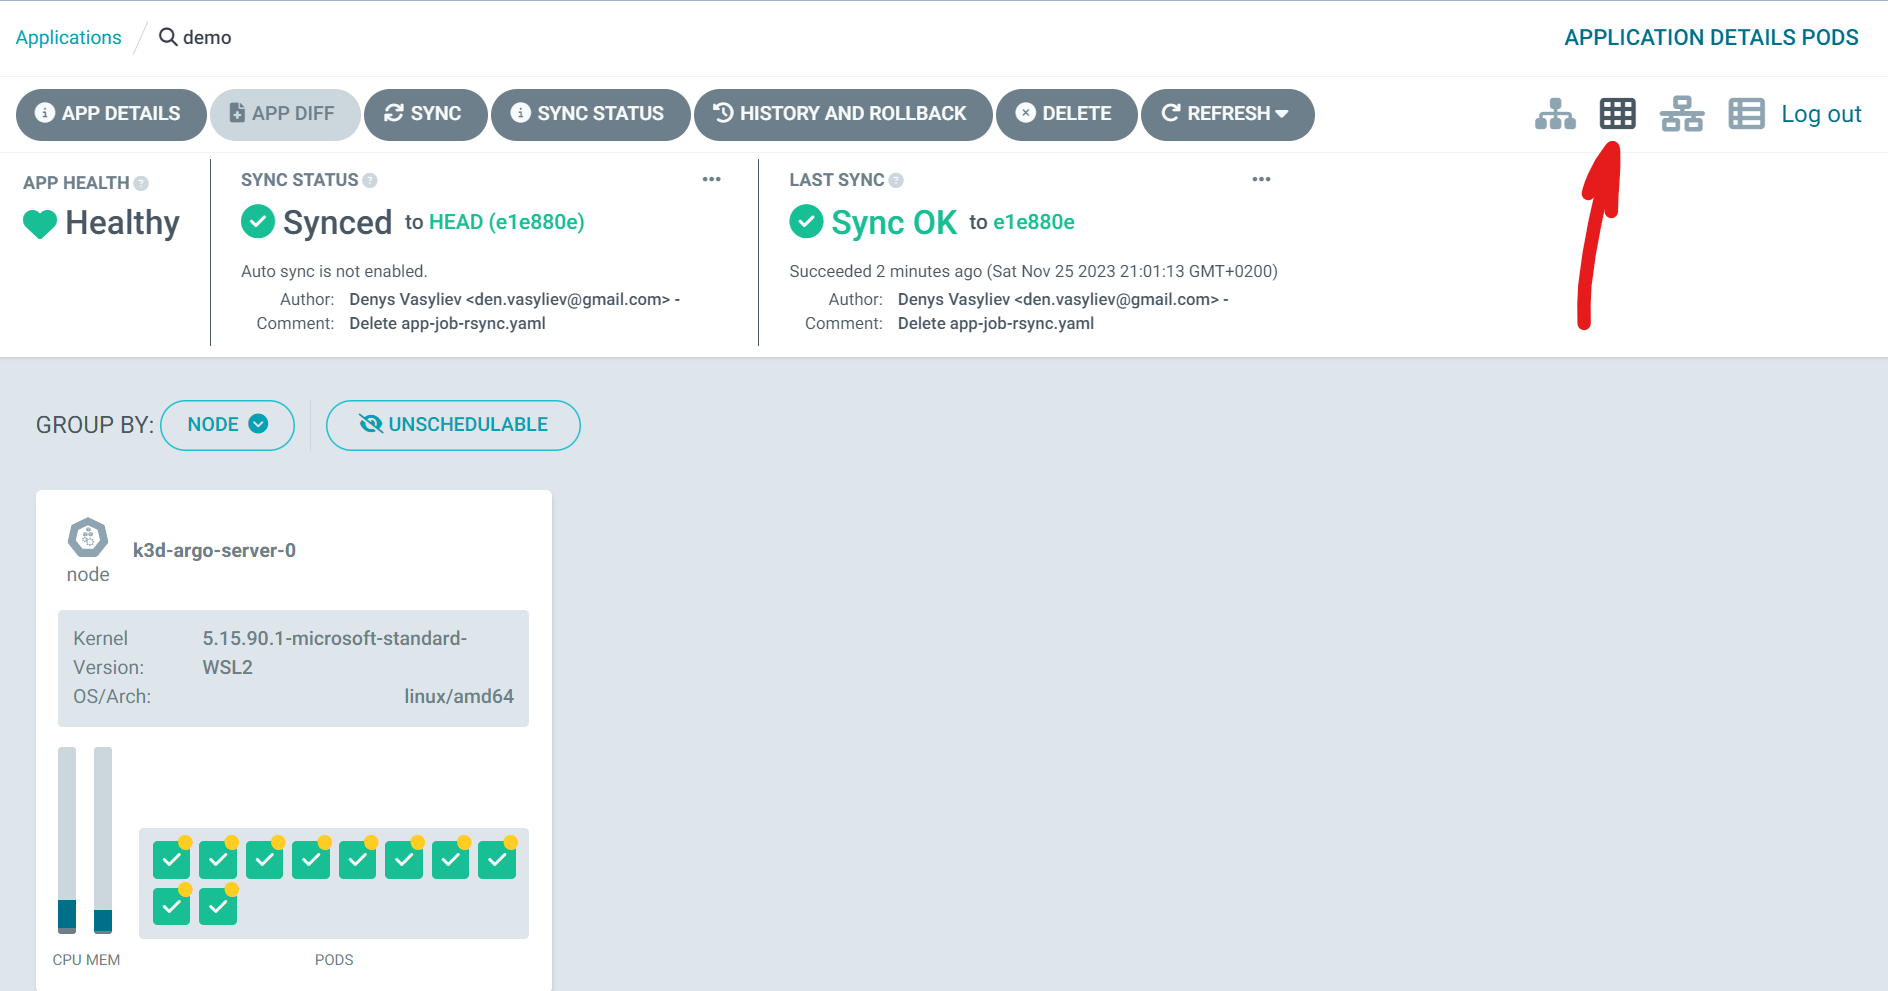 Applications
demo
APPLICATION DETAILS PODS
APP DETAILS
APP DIFF
SYNC
SYNC STATUS
HISTORY AND ROLLBACK
DELETE
REFRESH
Log out
APP HEALTH
Healthy
SYNC STATUS
Synced to HEAD (e1e880e)
Auto sync is not enabled.
Author: Denys Vasyliev <den.vasyliev@gmail.com> -
Comment: Delete app-job-rsync.yaml
LAST SYNC
Sync OK to e1e880e
Succeeded 2 minutes ago (Sat Nov 25 2023 21:01:13 GMT+0200)
Author: Denys Vasyliev <den.vasyliev@gmail.com> -
Comment: Delete app-job-rsync.yaml
GROUP BY: NODE
UNSCHEDULABLE
k3d-argo-server-0
node
Kernel 5.15.90.1-microsoft-standard-
Version: WSL2
OS/Arch: linux/amd64
CPU MEM
PODS